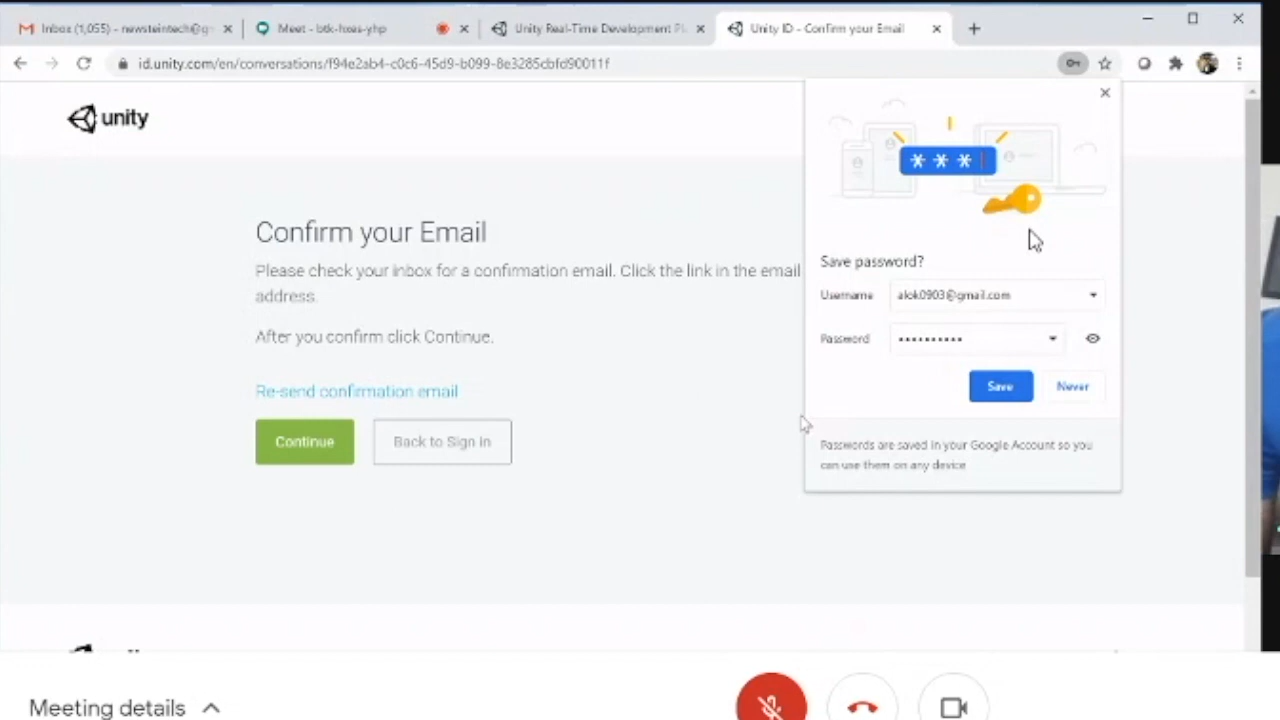 Inbox (1,055) - newsteintech@g
Meet - btk-hxes-yhp
Unity Real-Time Development Pl
Unity ID - Confirm your Email
id.unity.com/en/conversations/f94e2ab4-c0c6-45d9-b099-8e3285cbfd90011f
unity
* * *
Confirm your Email
Please check your inbox for a confirmation email. Click the link in the email
address.
After you confirm click Continue.
Re-send confirmation email
Continue
Back to Sign in
Save password?
Username
alok0903@gmail.com
Password
••••••••••
Save
Never
Passwords are saved in your Google Account so you
can use them on any device
Meeting details